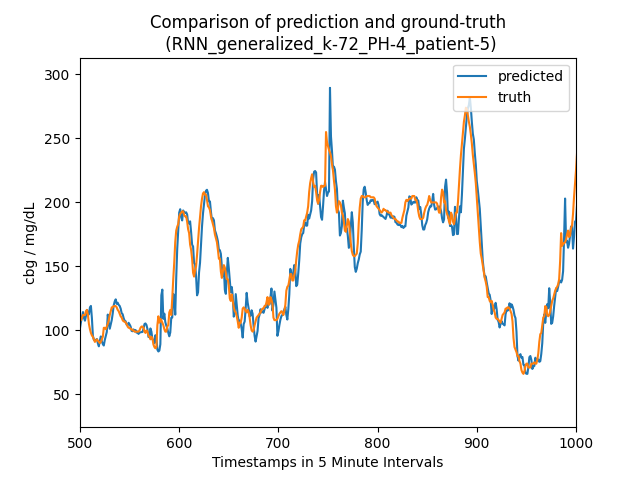 Comparison of prediction and ground-truth
(RNN_generalized_k-72_PH-4_patient-5)
predicted
truth
cbg / mg/dL
300
250
200
150
100
50
500
600
700
800
900
1000
Timestamps in 5 Minute Intervals